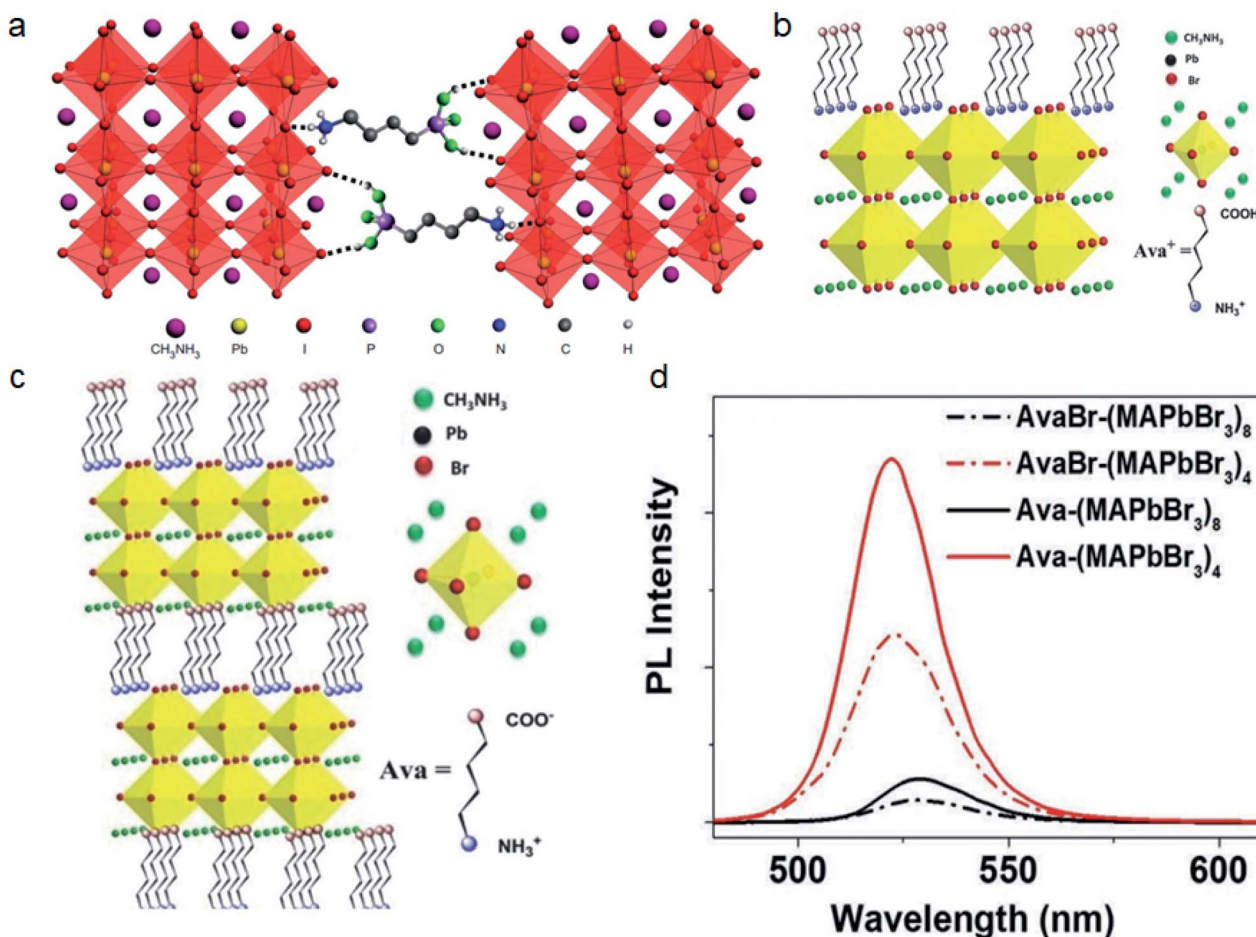 a
CH₃NH₃ Pb I P O N C H
b
CH₃NH₃
Pb
Br
COOH
Ava⁺ =
NH₃⁺
c
CH₃NH₃
Pb
Br
COO⁻
Ava =
NH₃⁺
d
AvaBr-(MAPbBr₃)₈
AvaBr-(MAPbBr₃)₄
Ava-(MAPbBr₃)₈
Ava-(MAPbBr₃)₄
PL Intensity
500 550 600
Wavelength (nm)